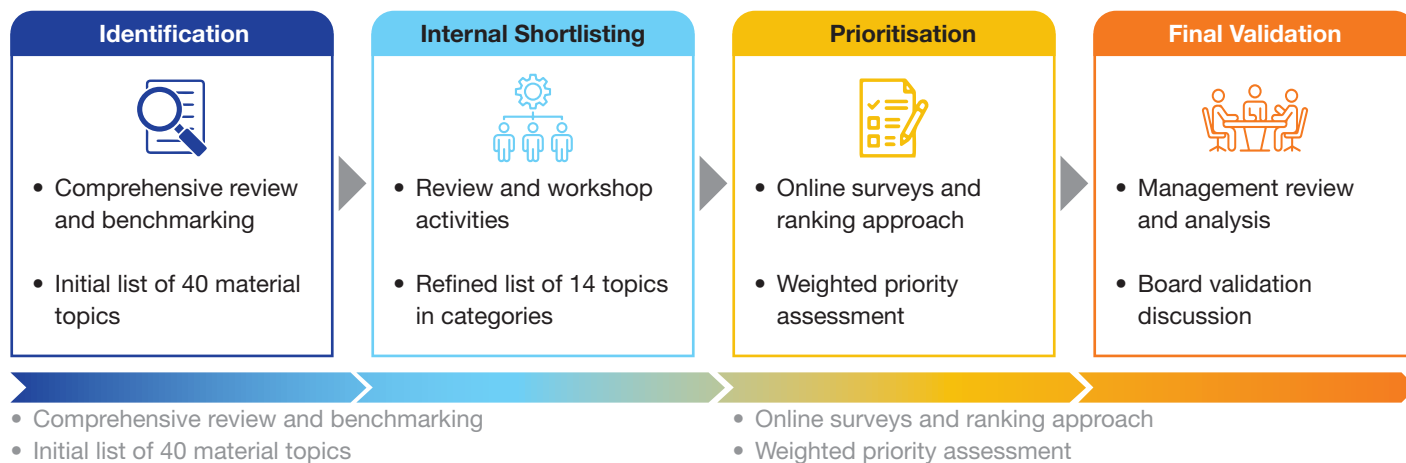 Identification
• Comprehensive review
and benchmarking
• Initial list of 40 material
topics
Internal Shortlisting
• Review and workshop
activities
• Refined list of 14 topics
in categories
Prioritisation
• Online surveys and
ranking approach
• Weighted priority
assessment
Final Validation
• Management review
and analysis
• Board validation
discussion
• Comprehensive review and benchmarking
• Initial list of 40 material topics
• Online surveys and ranking approach
• Weighted priority assessment